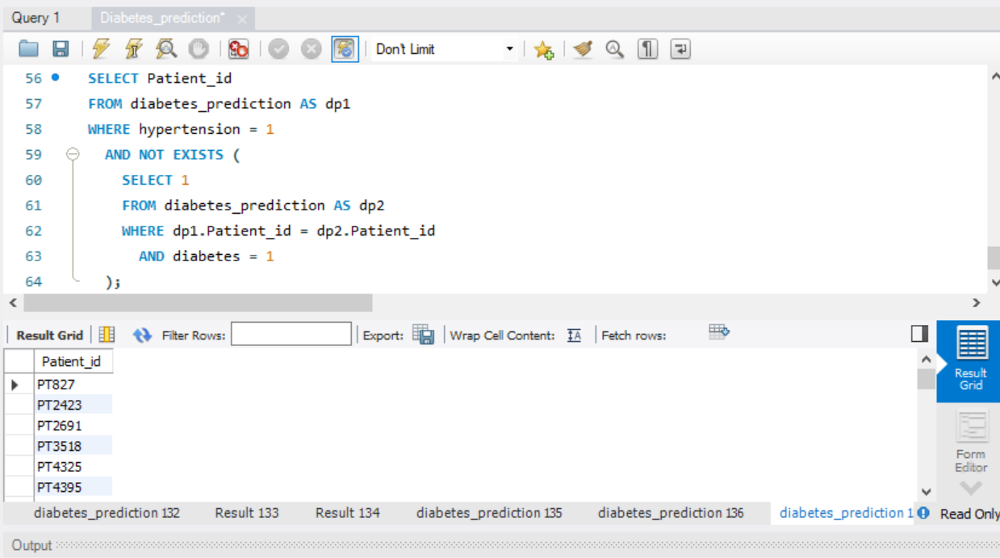 Query 1 Diabetes_prediction* ×
Don't Limit
56 SELECT Patient_id
57 FROM diabetes_prediction AS dp1
58 WHERE hypertension = 1
59 AND NOT EXISTS (
60 SELECT 1
61 FROM diabetes_prediction AS dp2
62 WHERE dp1.Patient_id = dp2.Patient_id
63 AND diabetes = 1
64 );
Result Grid Filter Rows: Export: Wrap Cell Content: IA Fetch rows:
Patient_id
PT827
PT2423
PT2691
PT3518
PT4325
PT4395
Result
Grid
Form
Editor
diabetes_prediction 132 Result 133 Result 134 diabetes_prediction 135 diabetes_prediction 136 diabetes_prediction 1 Read Only
Output